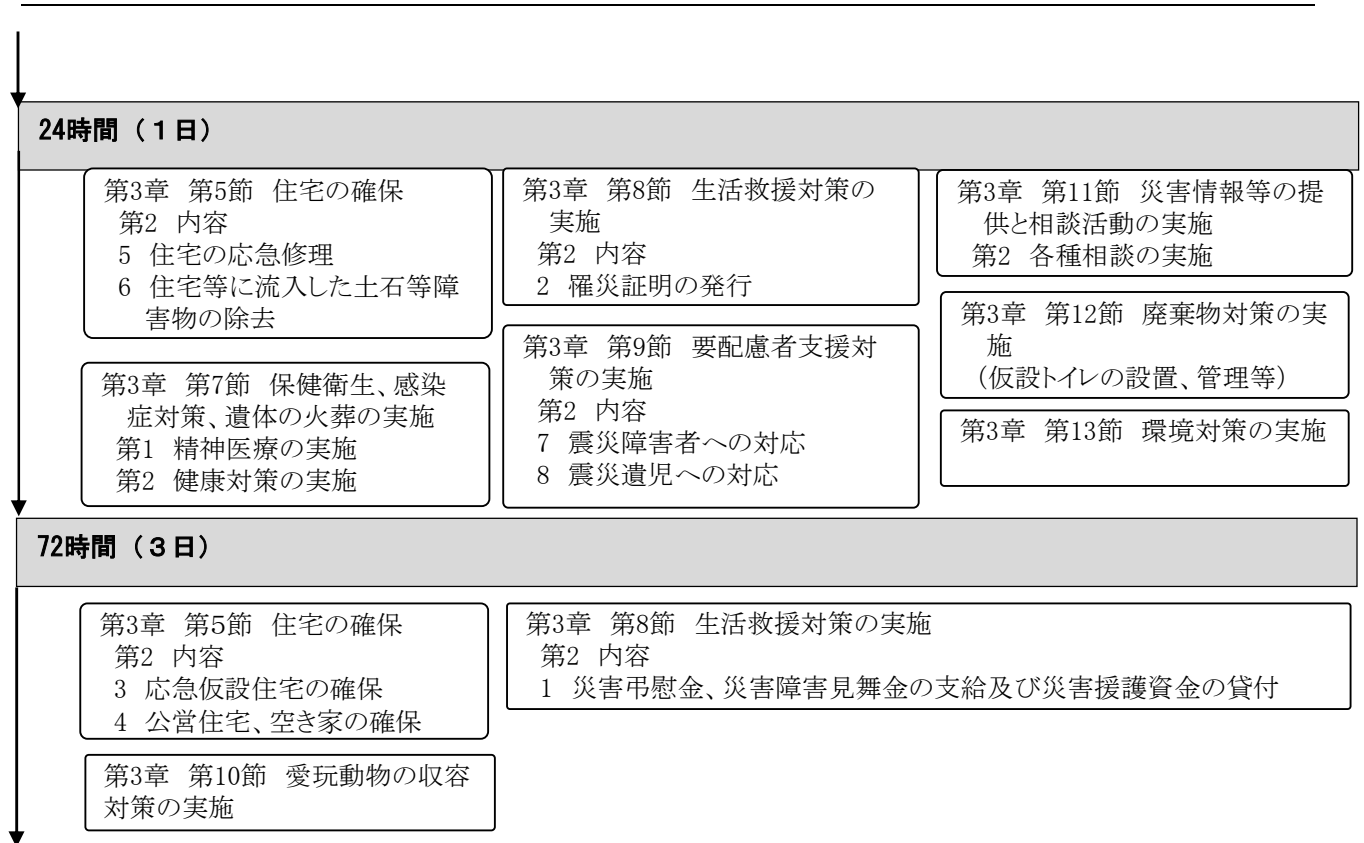 24時間（１日）
第3章 第5節 住宅の確保
第2 内容
5 住宅の応急修理
6 住宅等に流入した土石等障
害物の除去
第3章 第7節 保健衛生、感染
症対策、遺体の火葬の実施
第1 精神医療の実施
第2 健康対策の実施
第3章 第8節 生活救援対策の
実施
第2 内容
2 罹災証明の発行
第3章 第9節 要配慮者支援対
策の実施
第2 内容
7 震災障害者への対応
8 震災遺児への対応
第3章 第11節 災害情報等の提
供と相談活動の実施
第2 各種相談の実施
第3章 第12節 廃棄物対策の実
施
（仮設トイレの設置、管理等）
第3章 第13節 環境対策の実施
72時間（３日）
第3章 第５節 住宅の確保
第2 内容
3 応急仮設住宅の確保
4 公営住宅、空き家の確保
第3章 第10節 愛玩動物の収容
対策の実施
第3章 第8節 生活救援対策の実施
第2 内容
1 災害弔慰金、災害障害見舞金の支給及び災害援護資金の貸付